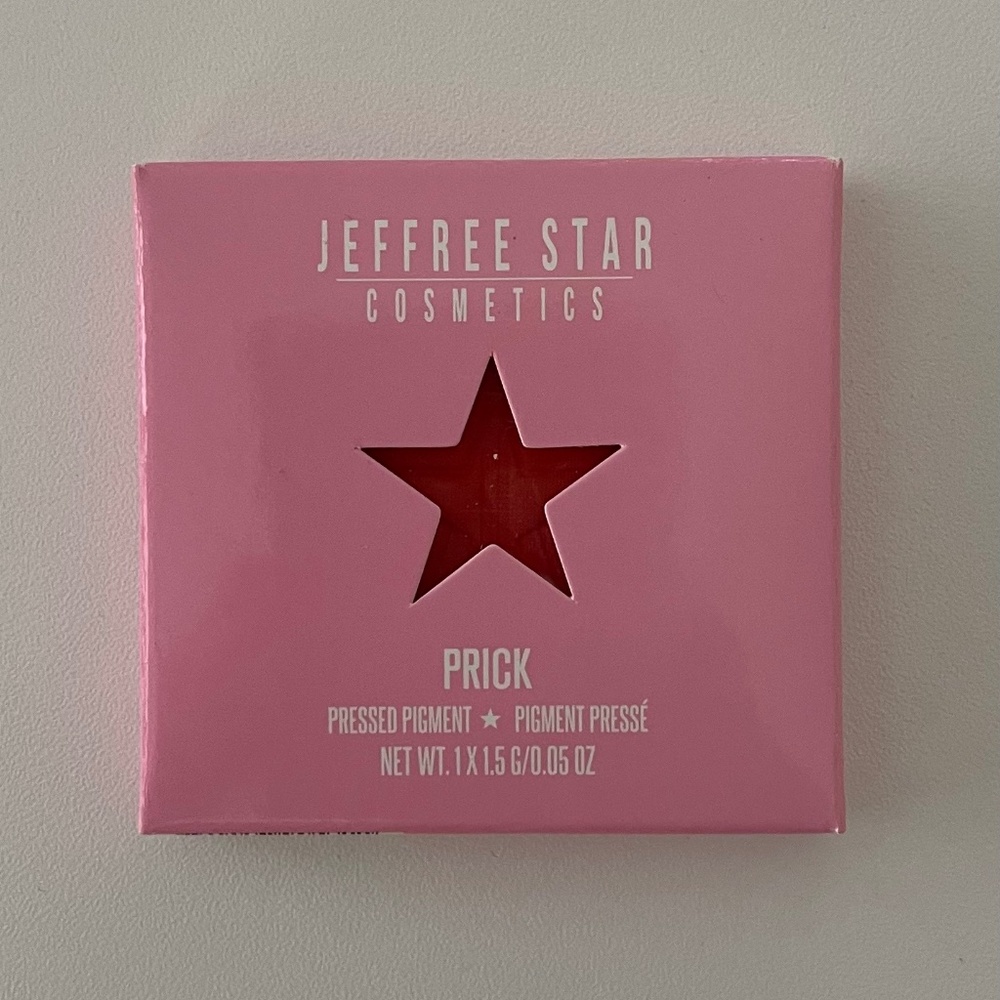 JEFFREE STAR
COSMETICS
PRICK
PRESSED PIGMENT ★ PIGMENT PRESSÉ
NET WT. 1 X 1.5 G/0.05 OZ